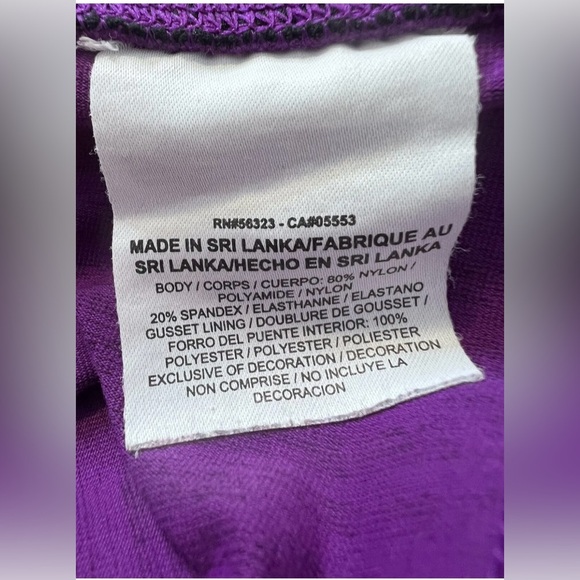 RN#56323 - CA#05553
MADE IN SRI LANKA/FABRIQUE AU
SRI LANKA/HECHO EN SRI LANKA
BODY / CORPS / CUERPO: 80% NYLON /
POLYAMIDE / NYLON
20% SPANDEX / ELASTHANNE / ELASTANO
GUSSET LINING / DOUBLURE DE GOUSSET /
FORRO DEL PUENTE INTERIOR: 100%
POLYESTER / POLYESTER / POLIESTER
EXCLUSIVE OF DECORATION / DECORATION
NON COMPRISE / NO INCLUYE LA
DECORACION